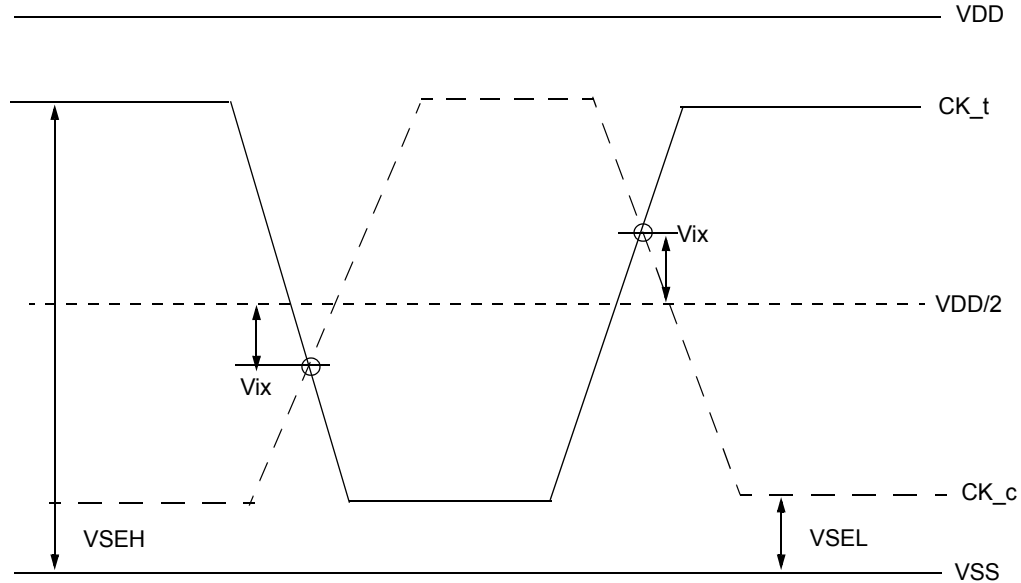 VDD
CK_t
Vix
VDD/2
Vix
CK_c
VSEH
VSEL
VSS